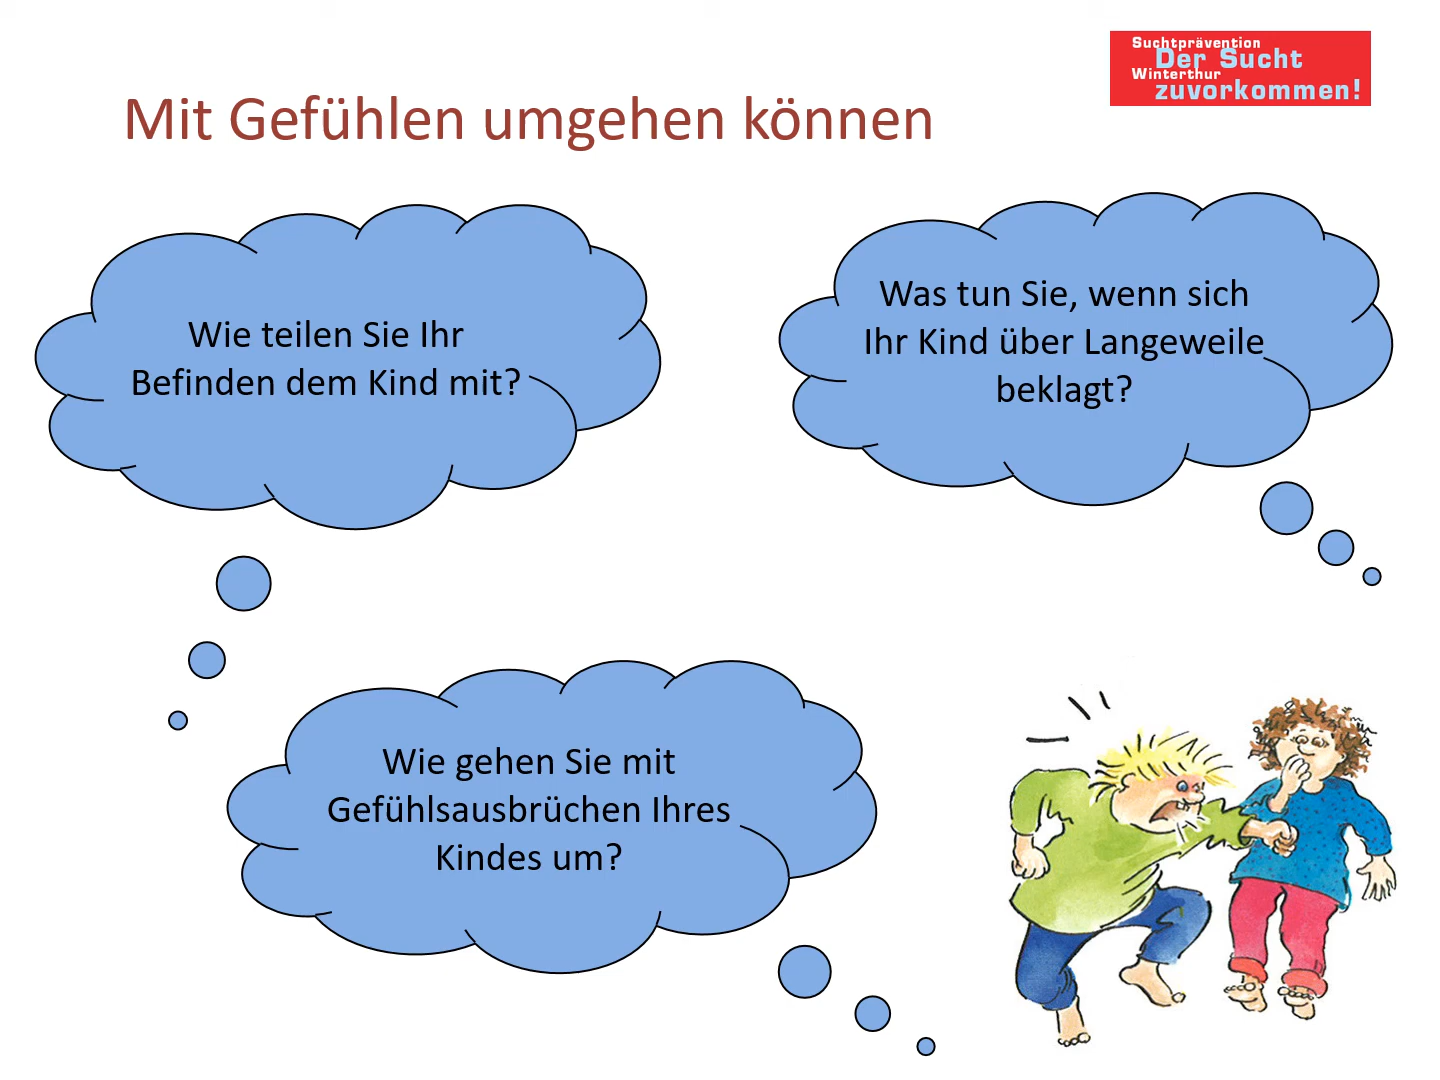 Suchtprävention
Der Sucht
Winterthur
zuvorkommen!
Mit Gefühlen umgehen können
Wie teilen Sie Ihr
Befinden dem Kind mit?
Was tun Sie, wenn sich
Ihr Kind über Langeweile
beklagt?
Wie gehen Sie mit
Gefühlsausbrüchen Ihres
Kindes um?